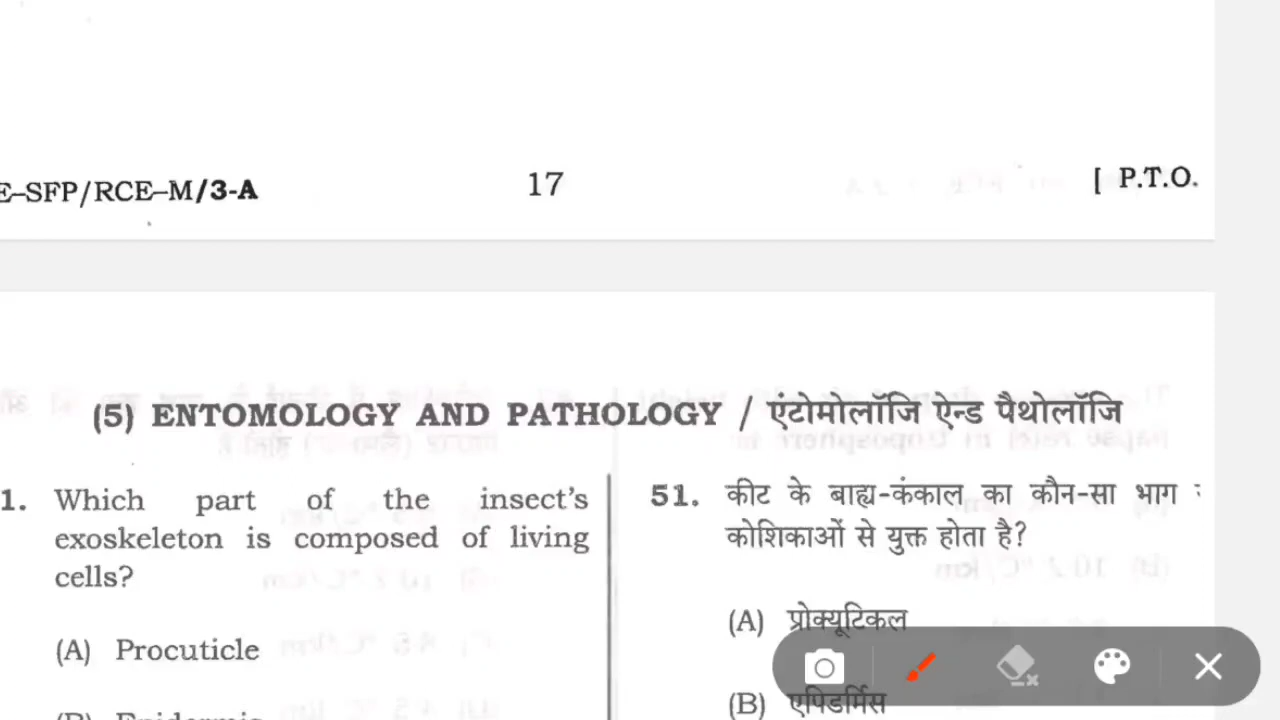 E–SFP/RCE–M/3-A
17
[ P.T.O.
(5) ENTOMOLOGY AND PATHOLOGY / एंटोमोलॉजि ऐन्ड पैथोलॉजि
1. Which part of the insect's
exoskeleton is composed of living
cells?
(A) Procuticle
(B) Epidermis
51. कीट के बाह्य-कंकाल का कौन-सा भाग
कोशिकाओं से युक्त होता है?
(A) प्रोक्यूटिकल
(B) एपिडर्मिस